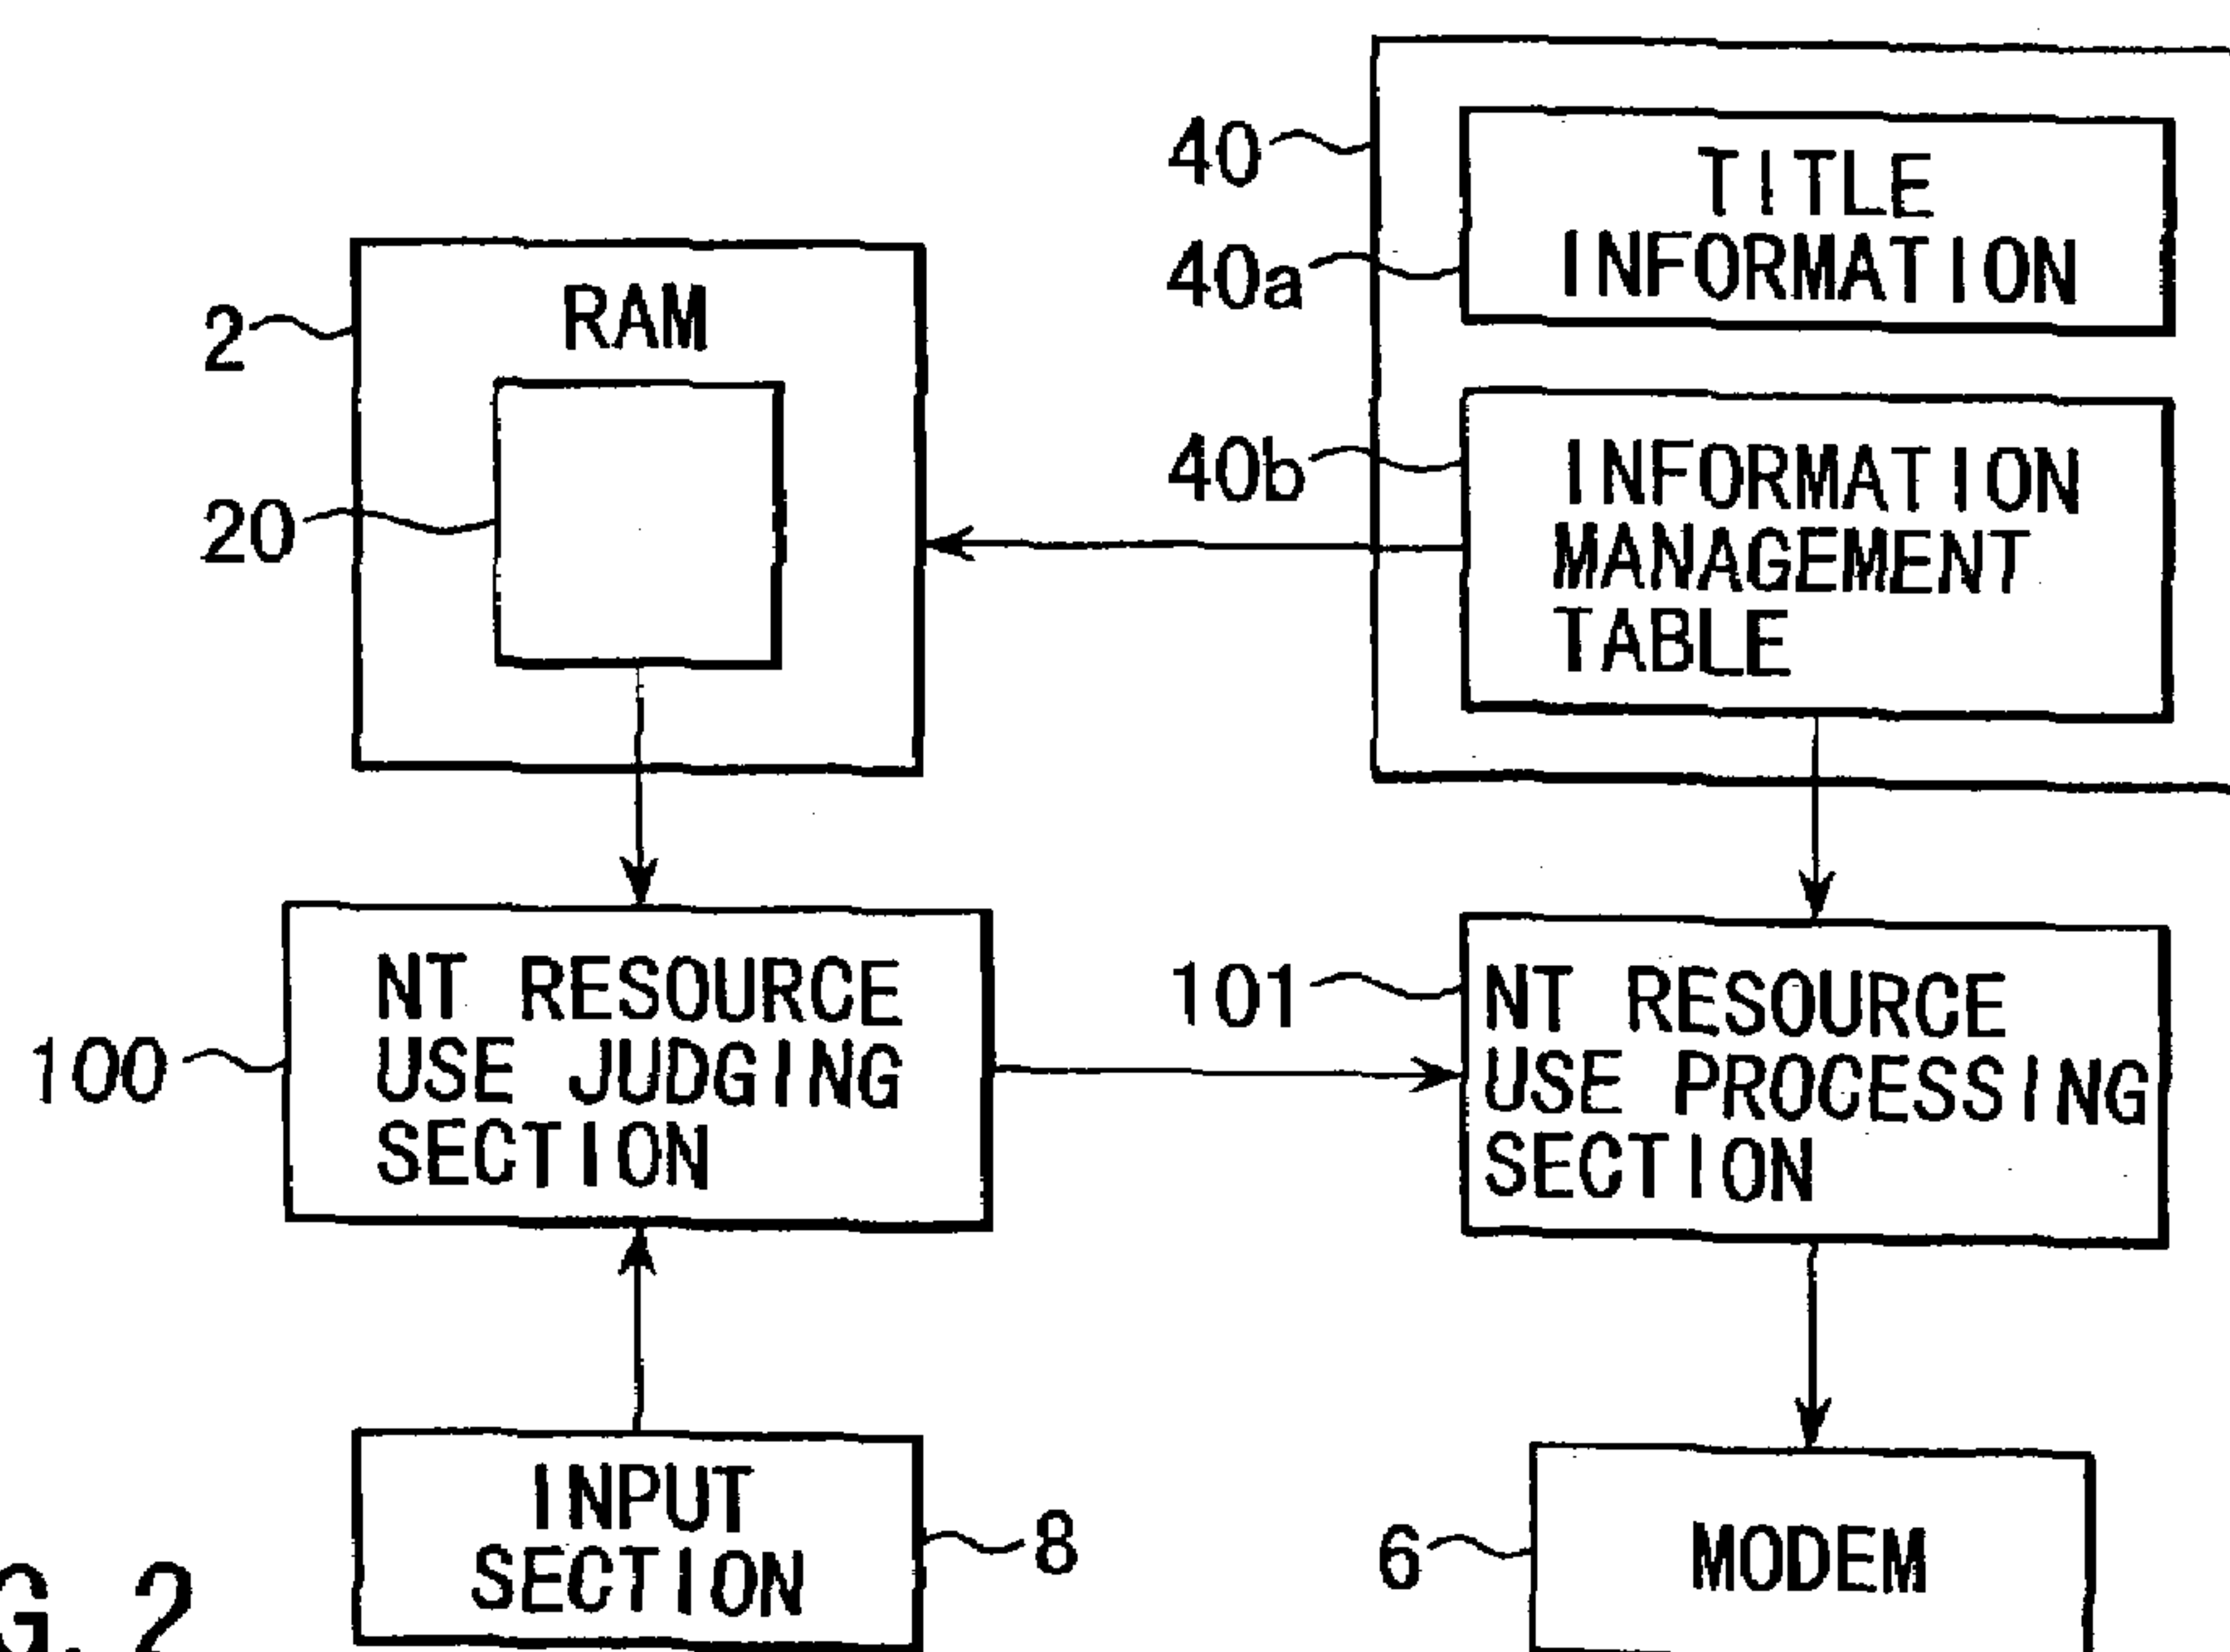 40
TITLE
INFORMATION
40a
2
RAM
40b
INFORMATION
MANAGEMENT
TABLE
20
100
NT RESOURCE
USE JUDGING
SECTION
101
NT RESOURCE
USE PROCESSING
SECTION
INPUT
SECTION
8
6
MODEM
G. 2